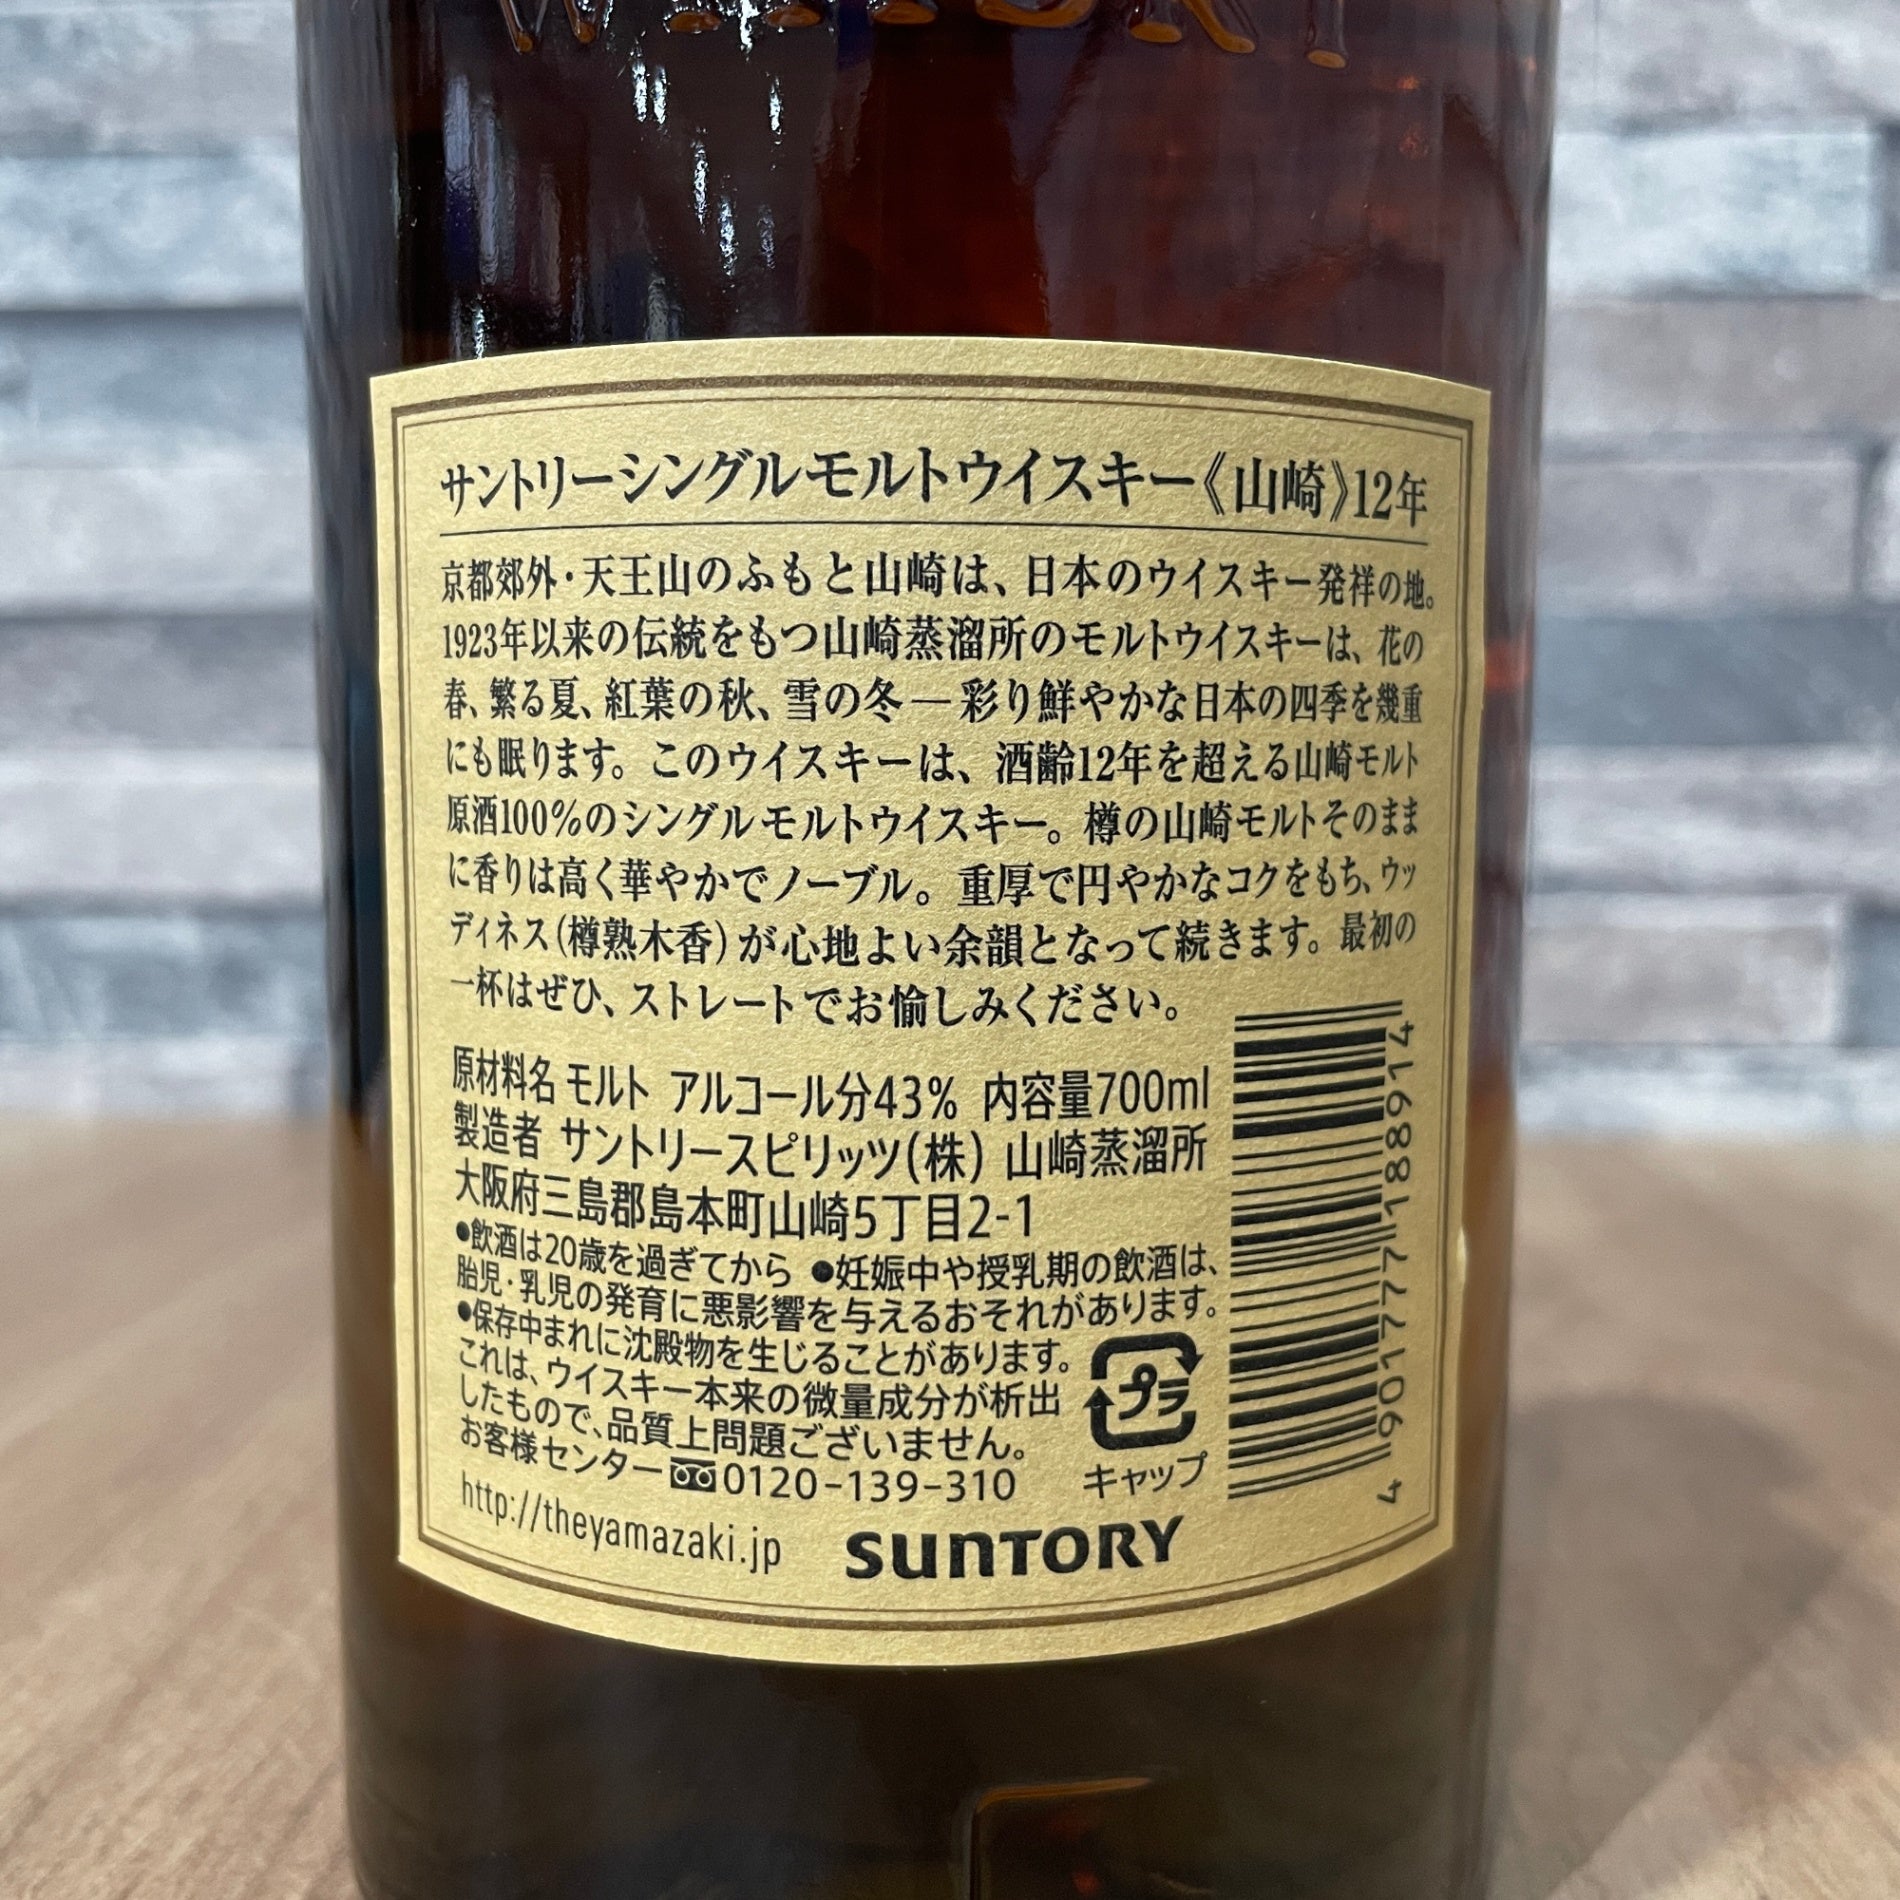 WHISKY
サントリーシングルモルトウイスキー《山崎》12年
京都郊外・天王山のふもと山崎は、日本のウイスキー発祥の地。
1923年以来の伝統をもつ山崎蒸溜所のモルトウイスキーは、花の
春、繁る夏、紅葉の秋、雪の冬—彩り鮮やかな日本の四季を幾重
にも眠ります。このウイスキーは、酒齢12年を超える山崎モルト
原酒100%のシングルモルトウイスキー。樽の山崎モルトそのまま
に香りは高く華やかでノーブル。重厚で円やかなコクをもち、ウッ
ディネス(樽熟木香)が心地よい余韻となって続きます。最初の
一杯はぜひ、ストレートでお愉しみください。
原材料名 モルト アルコール分43% 内容量700ml
製造者 サントリースピリッツ(株) 山崎蒸溜所
大阪府三島郡島本町山崎5丁目2-1
●飲酒は20歳を過ぎてから ●妊娠中や授乳期の飲酒は、
胎児・乳児の発育に悪影響を与えるおそれがあります。
●保存中まれに沈殿物を生じることがあります。
これは、ウイスキー本来の微量成分が析出
したもので、品質上問題ございません。
お客様センター 0120-139-310
http://theyamazaki.jp
SUNTORY
プラ
キャップ
4 901777 188614